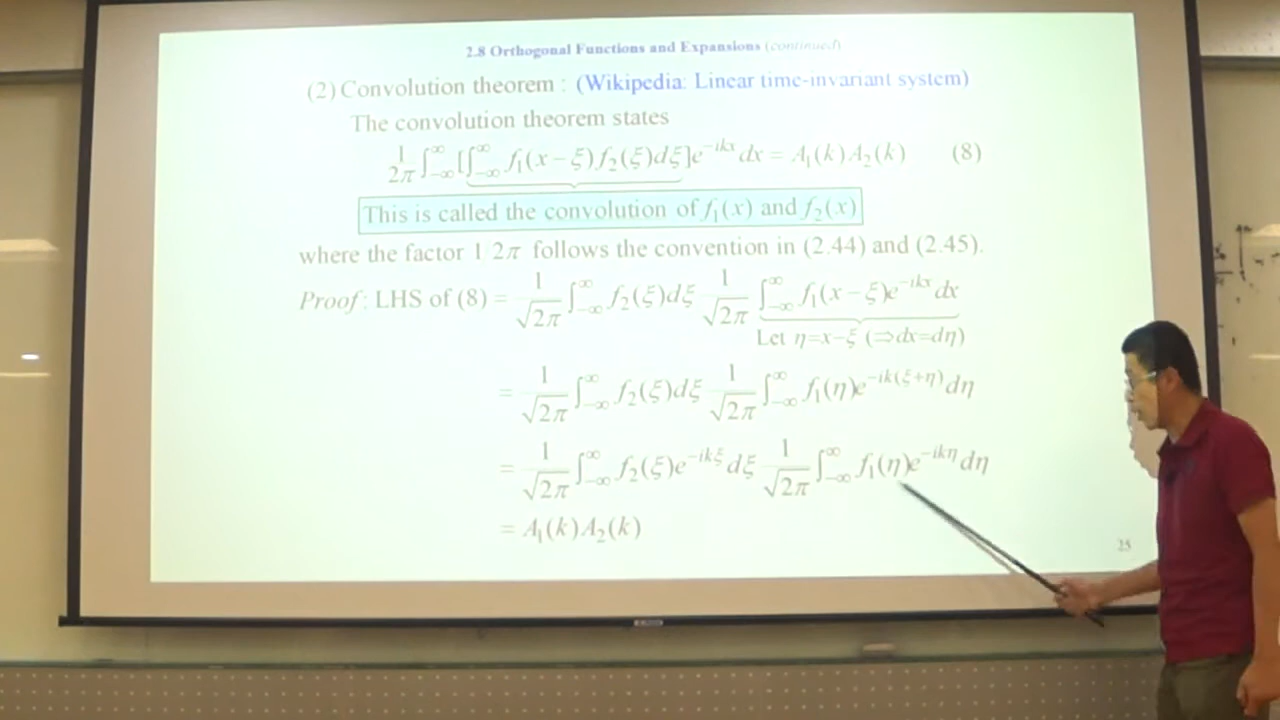 2.8 Orthogonal Functions and Expansions (continued)
(2) Convolution theorem : (Wikipedia: Linear time-invariant system)
The convolution theorem states
1/2π ∫_{-∞}^{∞} [∫_{-∞}^{∞} f₁(x − ξ) f₂(ξ)dξ]e^{-ikx} dx = A₁(k)A₂(k) (8)
This is called the convolution of f₁(x) and f₂(x)
where the factor 1 2π follows the convention in (2.44) and (2.45).
Proof: LHS of (8) = 1/√2π ∫_{-∞}^{∞} f₂(ξ)dξ 1/√2π ∫_{-∞}^{∞} f₁(x − ξ)e^{-ikx} dx
Let η=x−ξ (⇒dx=dη)
= 1/√2π ∫_{-∞}^{∞} f₂(ξ)dξ 1/√2π ∫_{-∞}^{∞} f₁(η)e^{-ik(ξ+η)} dη
= 1/√2π ∫_{-∞}^{∞} f₂(ξ)e^{-ikξ} dξ 1/√2π ∫_{-∞}^{∞} f₁(η)e^{-ikη} dη
= A₁(k)A₂(k)
25